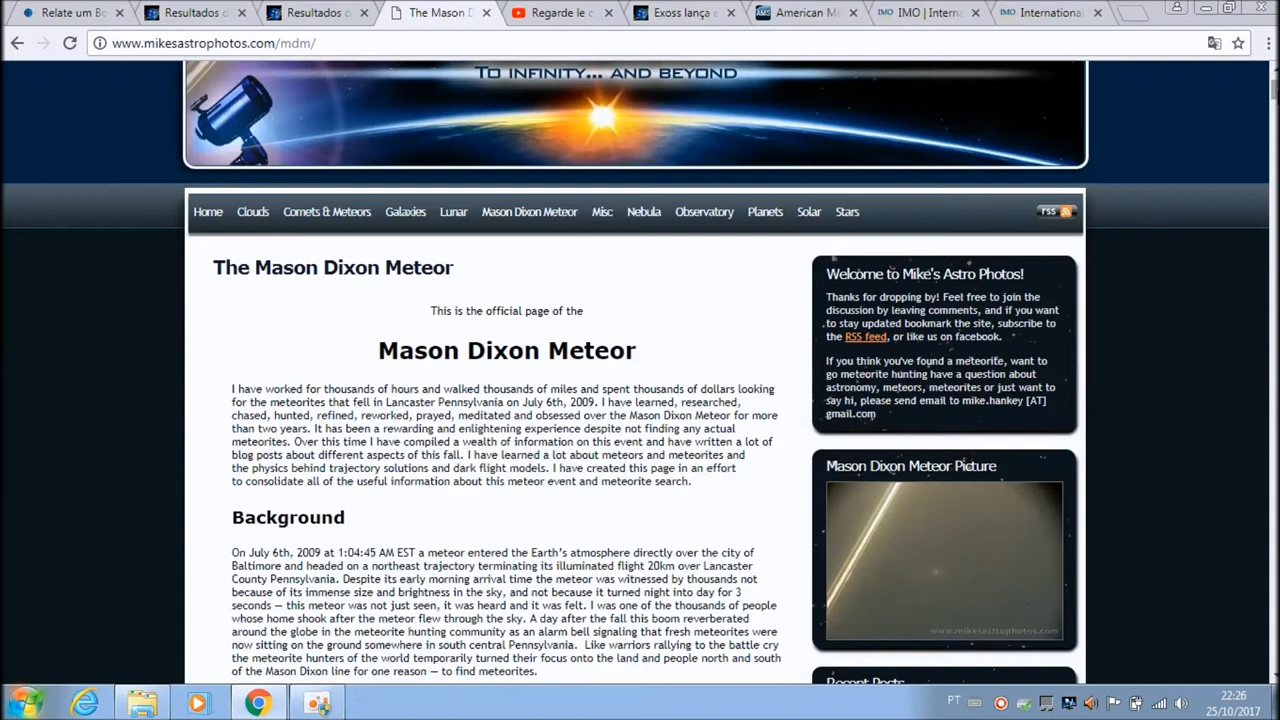 Relate um Bo
Resultados d
Resultados d
The Mason D
Regarde le c
Exoss lança e
American Me
IMO | Intern
International
www.mikesastrophotos.com/mdm/
TO INFINITY... AND BEYOND
Home Clouds Comets & Meteors Galaxies Lunar Mason Dixon Meteor Misc Nebula Observatory Planets Solar Stars
rss
The Mason Dixon Meteor
This is the official page of the
Mason Dixon Meteor
I have worked for thousands of hours and walked thousands of miles and spent thousands of dollars looking
for the meteorites that fell in Lancaster Pennsylvania on July 6th, 2009. I have learned, researched,
chased, hunted, refined, reworked, prayed, meditated and obsessed over the Mason Dixon Meteor for more
than two years. It has been a rewarding and enlightening experience despite not finding any actual
meteorites. Over this time I have compiled a wealth of information on this event and have written a lot of
blog posts about different aspects of this fall. I have learned a lot about meteors and meteorites and
the physics behind trajectory solutions and dark flight models. I have created this page in an effort
to consolidate all of the useful information about this meteor event and meteorite search.
Background
On July 6th, 2009 at 1:04:45 AM EST a meteor entered the Earth's atmosphere directly over the city of
Baltimore and headed on a northeast trajectory terminating its illuminated flight 20km over Lancaster
County Pennsylvania. Despite its early morning arrival time the meteor was witnessed by thousands not
because of its immense size and brightness in the sky, and not because it turned night into day for 3
seconds — this meteor was not just seen, it was heard and it was felt. I was one of the thousands of people
whose home shook after the meteor flew through the sky. A day after the fall this boom reverberated
around the globe in the meteorite hunting community as an alarm bell signaling that fresh meteorites were
now sitting on the ground somewhere in south central Pennsylvania. Like warriors rallying to the battle cry
the meteorite hunters of the world temporarily turned their focus onto the land and people north and south
of the Mason Dixon line for one reason — to find meteorites.
Welcome to Mike's Astro Photos!
Thanks for dropping by! Feel free to join the
discussion by leaving comments, and if you want
to stay updated bookmark the site, subscribe to
the RSS feed, or like us on facebook.
If you think you've found a meteorite, want to
go meteorite hunting have a question about
astronomy, meteors, meteorites or just want to
say hi, please send email to mike.hankey [AT]
gmail.com
Mason Dixon Meteor Picture
www.mikesastrophotos.com
Recent Posts
PT
22:26
25/10/2017